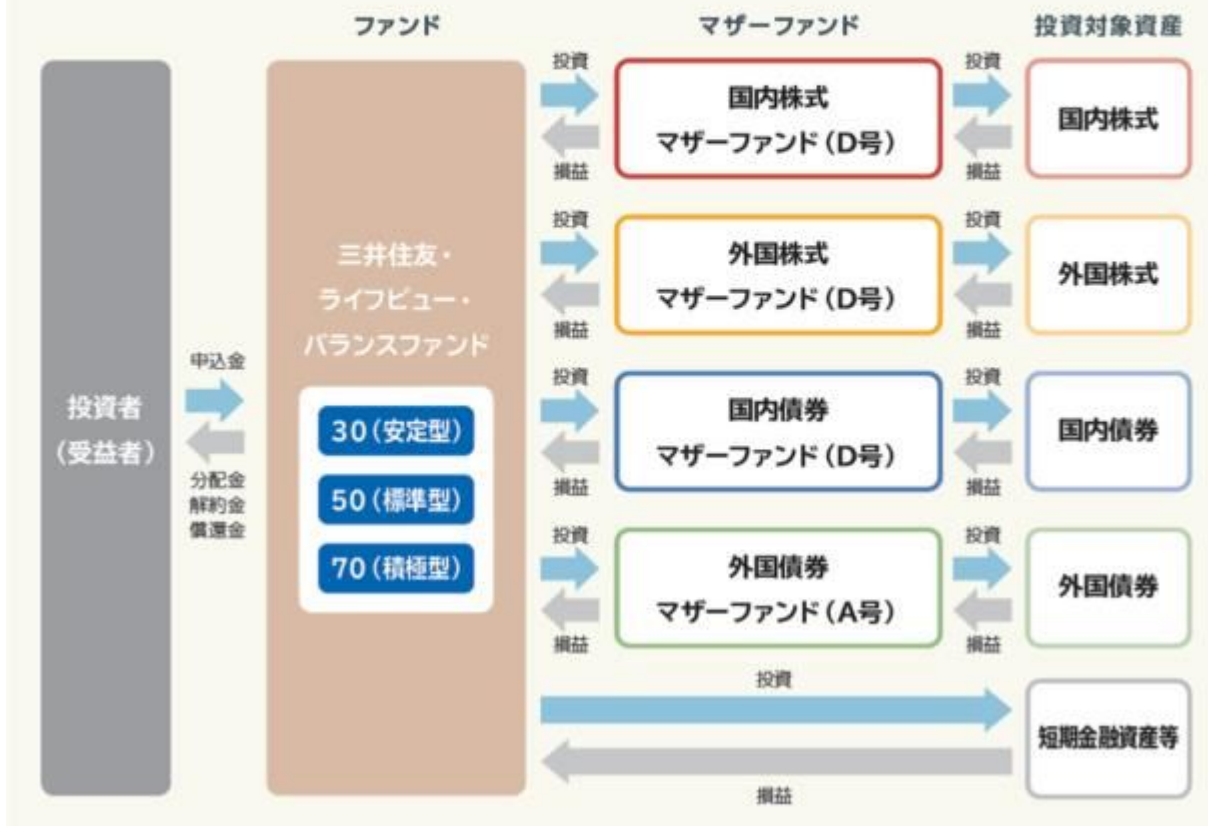 ファンド
マザーファンド
投資対象資産
投資者
(受益者)
申込金
分配金
解約金
償還金
三井住友・
ライフビュー・
バランスファンド
30(安定型)
50(標準型)
70(積極型)
投資
損益
国内株式
マザーファンド(D号)
投資
損益
国内株式
投資
損益
外国株式
マザーファンド(D号)
投資
損益
外国株式
投資
損益
国内債券
マザーファンド(D号)
投資
損益
国内債券
投資
損益
外国債券
マザーファンド(A号)
投資
損益
外国債券
投資
損益
短期金融資産等